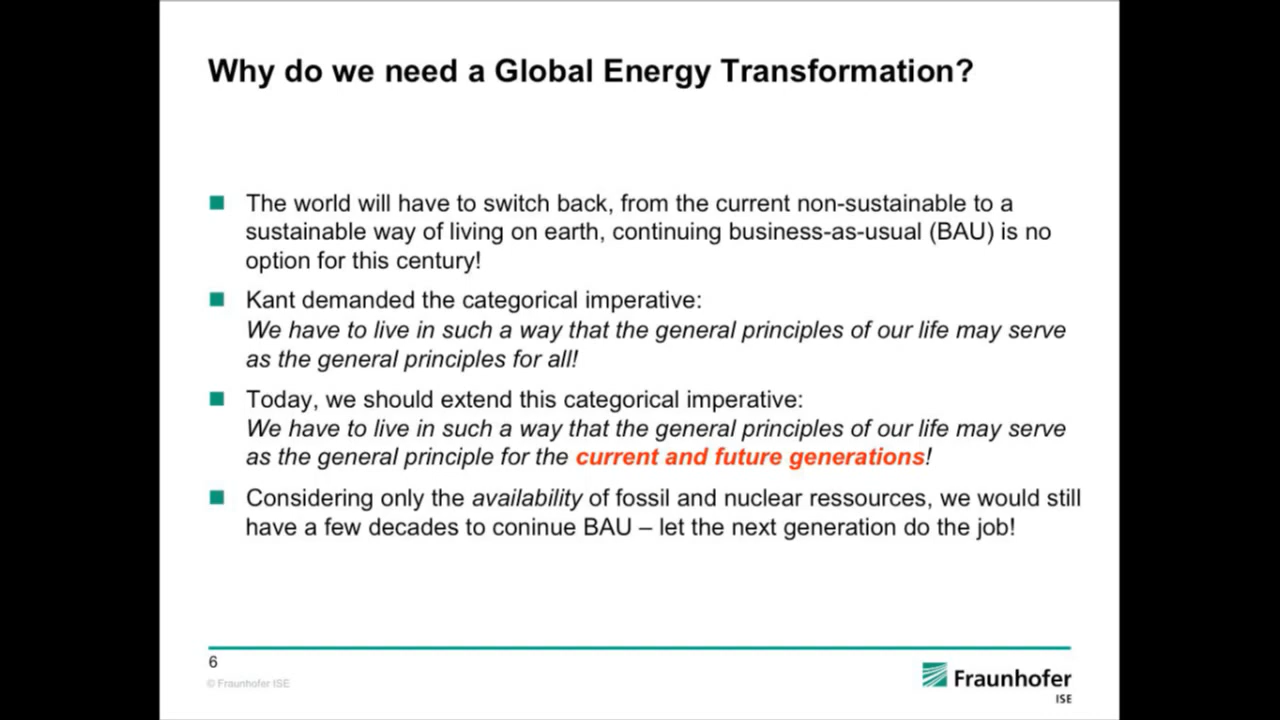 Why do we need a Global Energy Transformation?
The world will have to switch back, from the current non-sustainable to a
sustainable way of living on earth, continuing business-as-usual (BAU) is no
option for this century!
Kant demanded the categorical imperative:
We have to live in such a way that the general principles of our life may serve
as the general principles for all!
Today, we should extend this categorical imperative:
We have to live in such a way that the general principles of our life may serve
as the general principle for the current and future generations!
Considering only the availability of fossil and nuclear ressources, we would still
have a few decades to coninue BAU – let the next generation do the job!
6
© Fraunhofer ISE
Fraunhofer
ISE